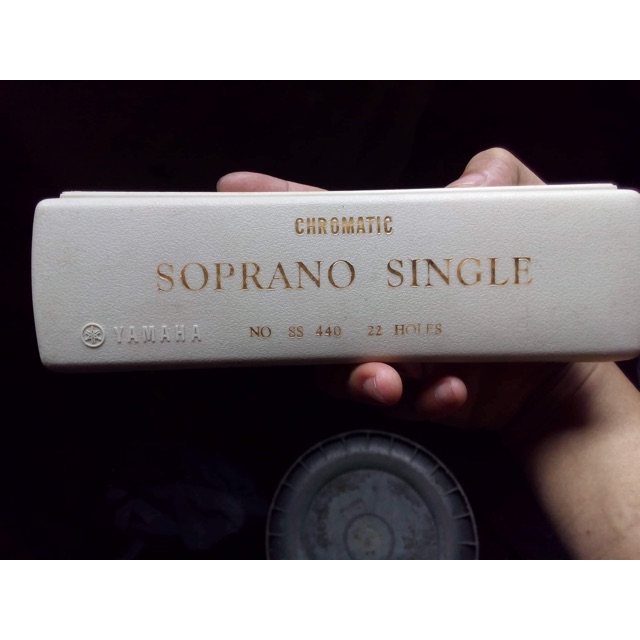 CHROMATIC
SOPRANO SINGLE
YAMAHA NO SS 440 22 HOLES